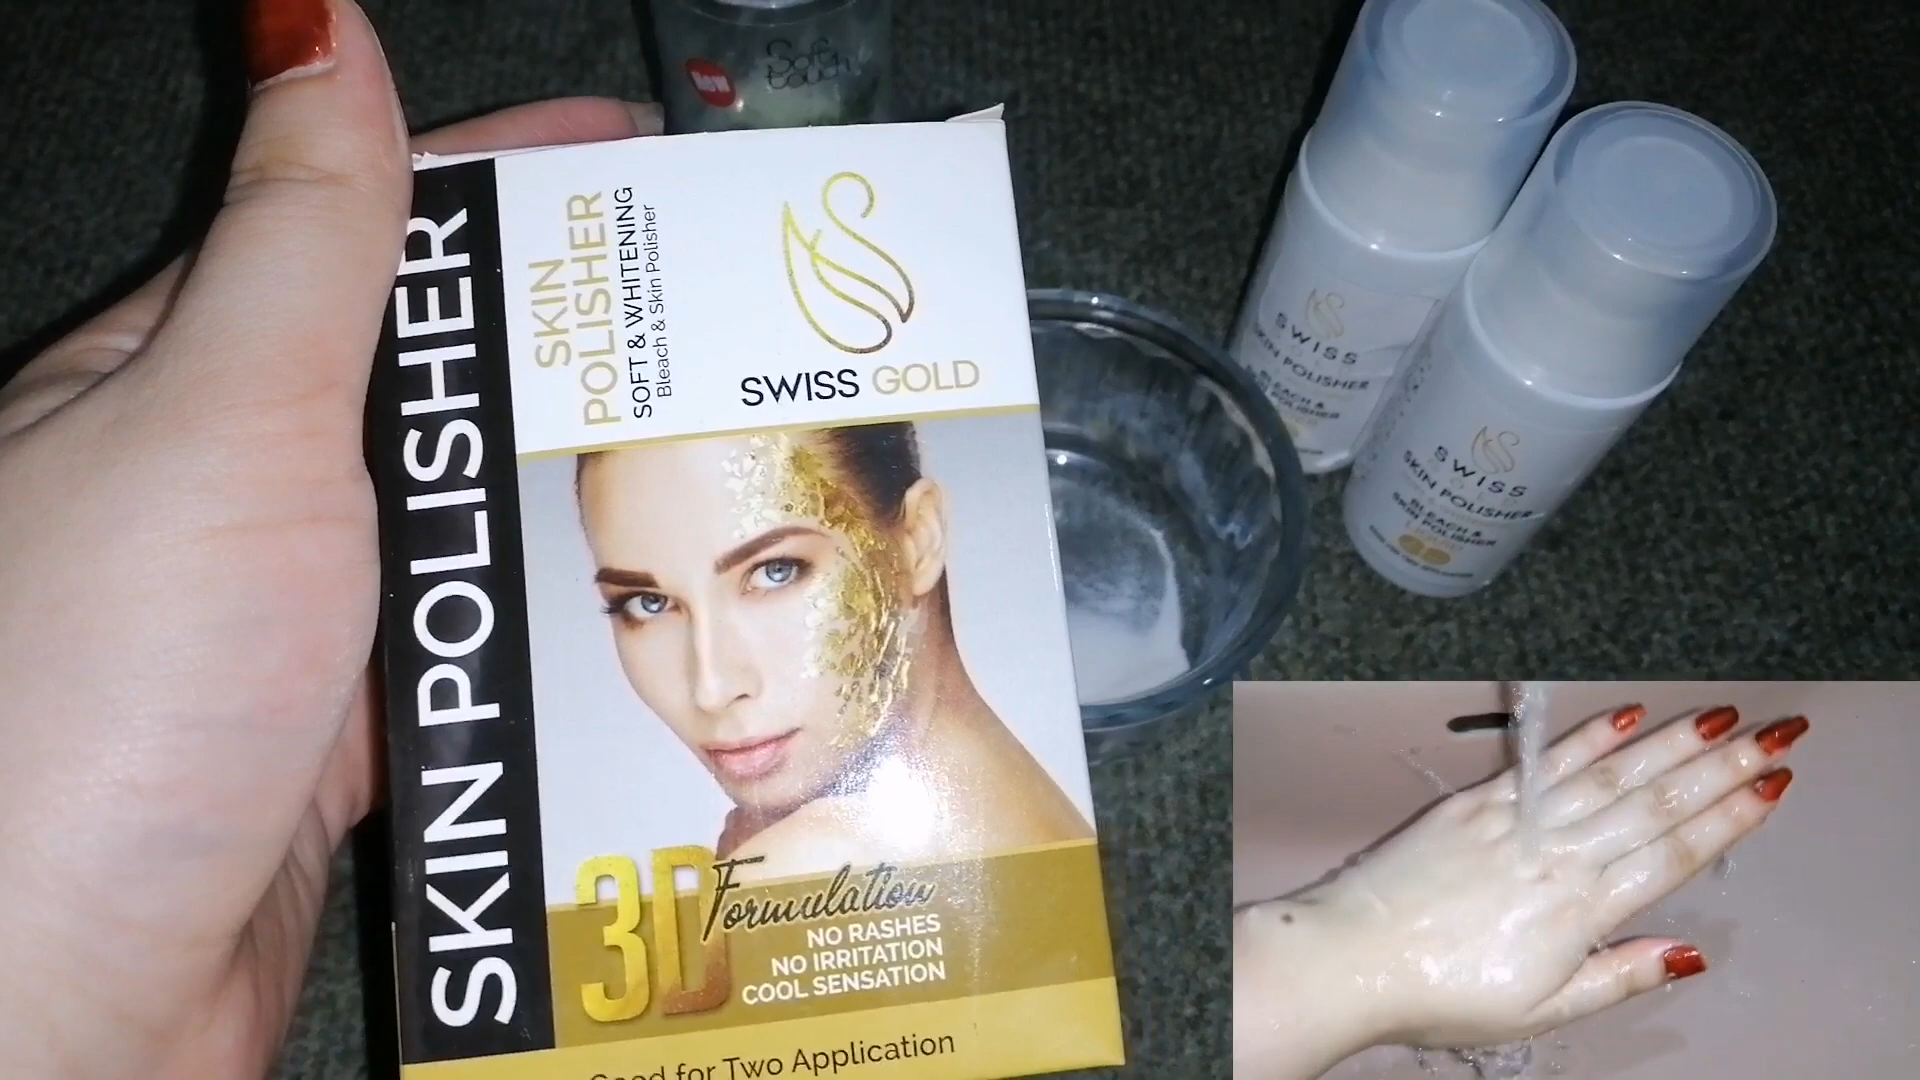 New
Soft
touch
SKIN POLISHER
SKIN
POLISHER
SOFT & WHITENING
Bleach & Skin Polisher
SWISS GOLD
3D Formulation
NO RASHES
NO IRRITATION
COOL SENSATION
Good for Two Application
SWISS
SKIN POLISHER
BLEACH &
SKIN POLISHER
SWISS
SKIN POLISHER
BLEACH &
SKIN POLISHER